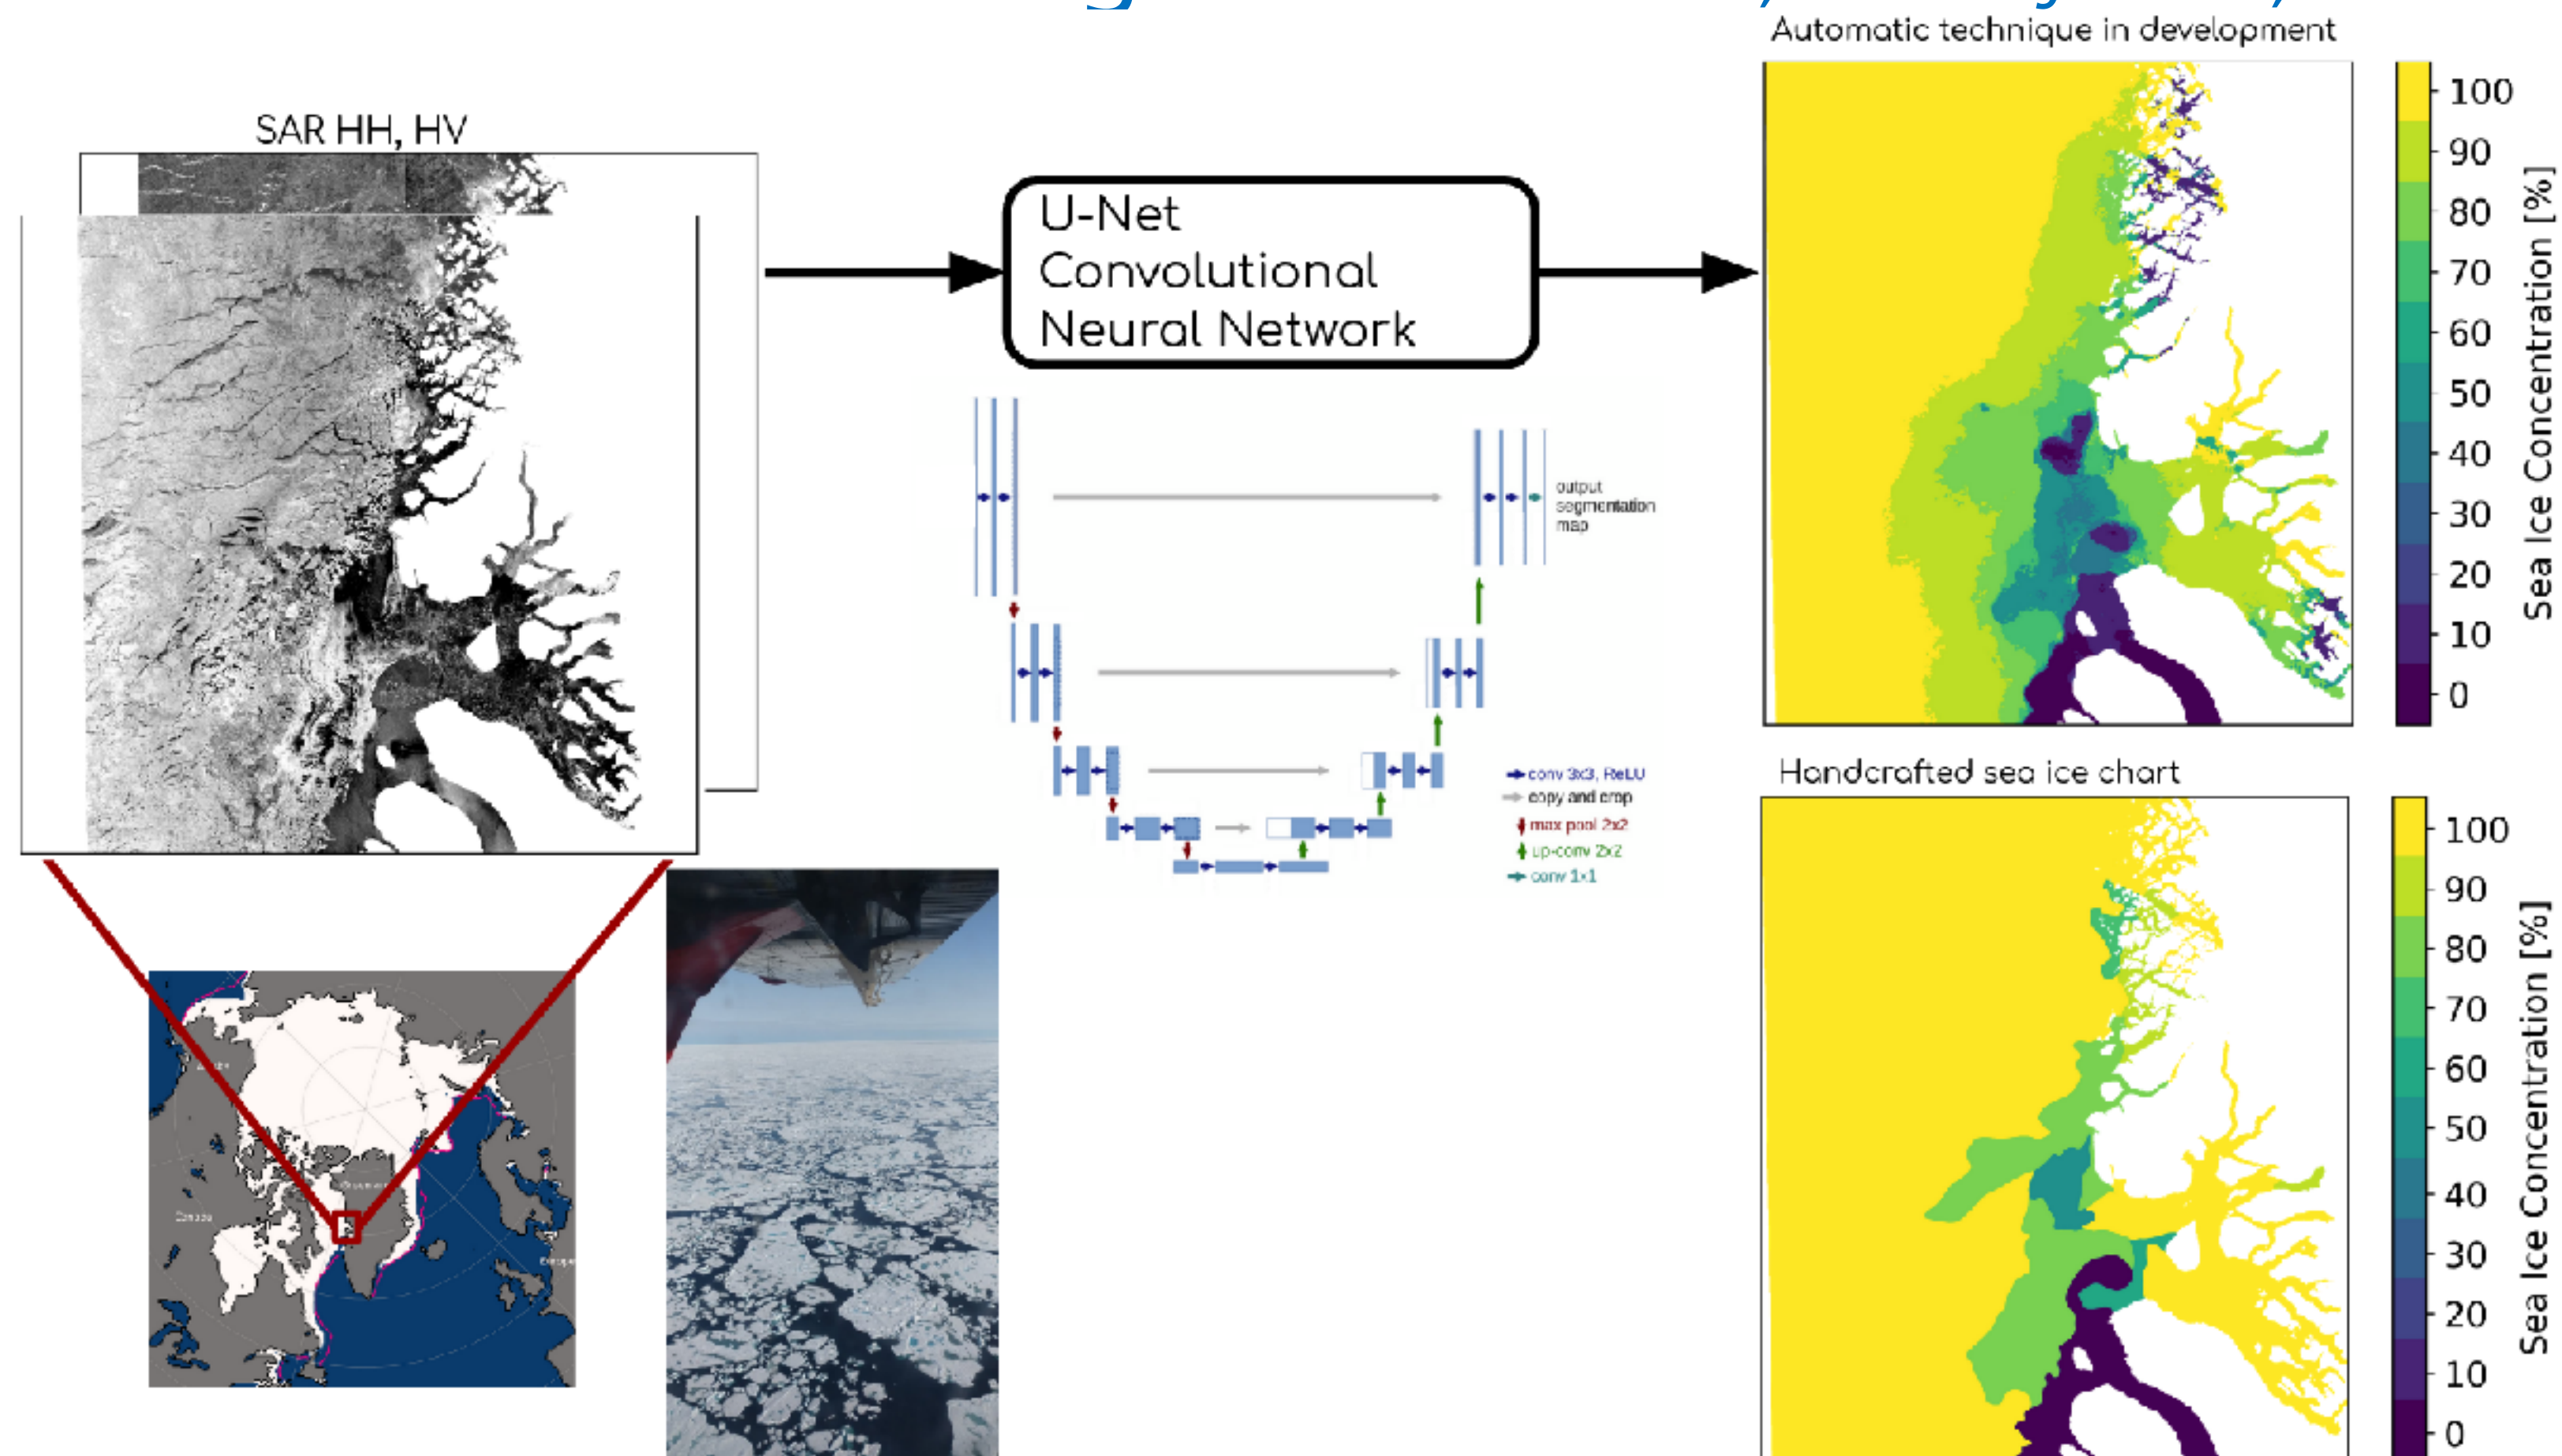 Automatic technique in development
SAR HH, HV
U-Net
Convolutional
Neural Network
100
90
80
70
60
50
40
30
20
10
0
Sea Ice Concentration [%]
output
segmentation
map
conv 3x3, ReLU
copy and crop
max pool 2x2
up-conv 2x2
conv 1x1
Handcrafted sea ice chart
100
90
80
70
60
50
40
30
20
10
0
Sea Ice Concentration [%]
Canada